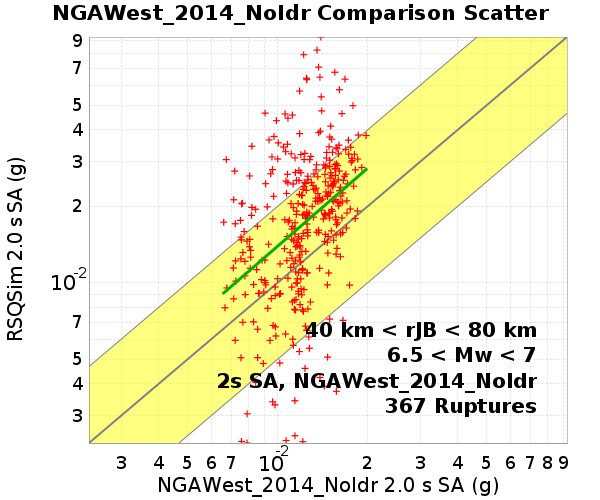 NGAWest_2014_NoIdr Comparison Scatter
RSQSim 2.0 s SA (g)
9
7
5
4
3
2
10-2
7
5
4
3
40 km < rJB < 80 km
6.5 < Mw < 7
2s SA, NGAWest_2014_NoIdr
367 Ruptures
3 4 5 6 7 10-2 2 3 4 5 6 7 8 9
NGAWest_2014_NoIdr 2.0 s SA (g)